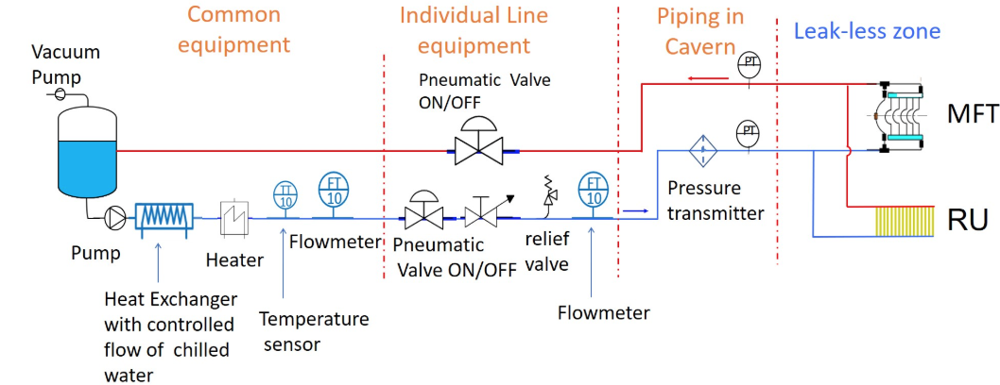 Common
equipment
Individual Line
equipment
Piping in
Cavern
Leak-less zone
Vacuum
Pump
Pneumatic Valve
ON/OFF
PT
MFT
PT
TT
10
FT
10
FT
10
Pressure
transmitter
RU
Pump
Heater
Flowmeter
Pneumatic
Valve ON/OFF
relief
valve
Heat Exchanger
with controlled
flow of chilled
water
Temperature
sensor
Flowmeter